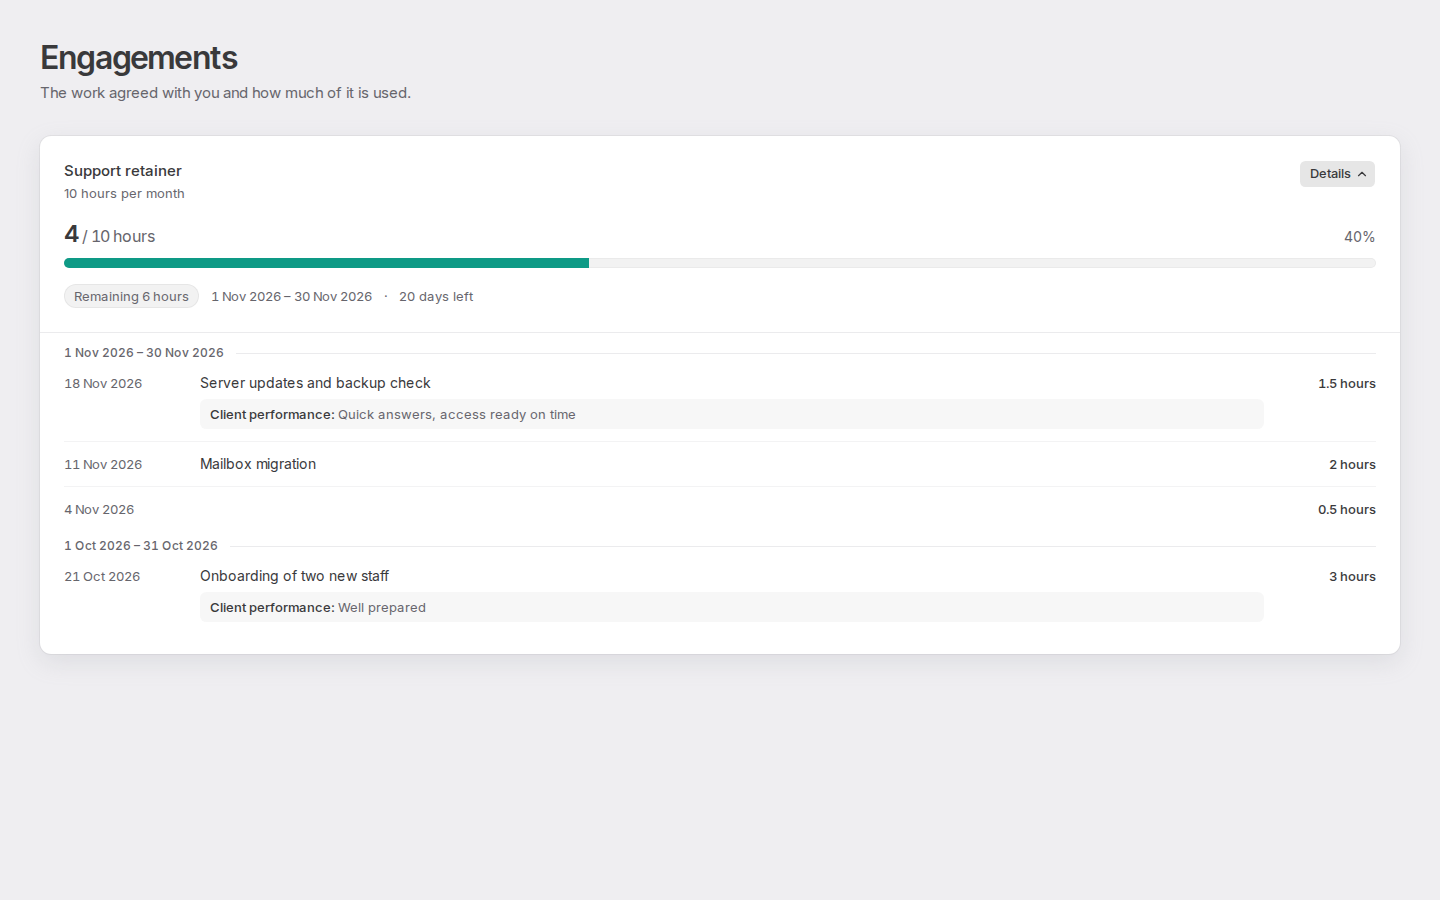 Engagements
The work agreed with you and how much of it is used.
Support retainer
Details
10 hours per month
4 / 10 hours
40%
Remaining 6 hours 1 Nov 2026 – 30 Nov 2026 · 20 days left
1 Nov 2026 – 30 Nov 2026
18 Nov 2026 Server updates and backup check 1.5 hours
Client performance: Quick answers, access ready on time
11 Nov 2026 Mailbox migration 2 hours
4 Nov 2026 0.5 hours
1 Oct 2026 – 31 Oct 2026
21 Oct 2026 Onboarding of two new staff 3 hours
Client performance: Well prepared